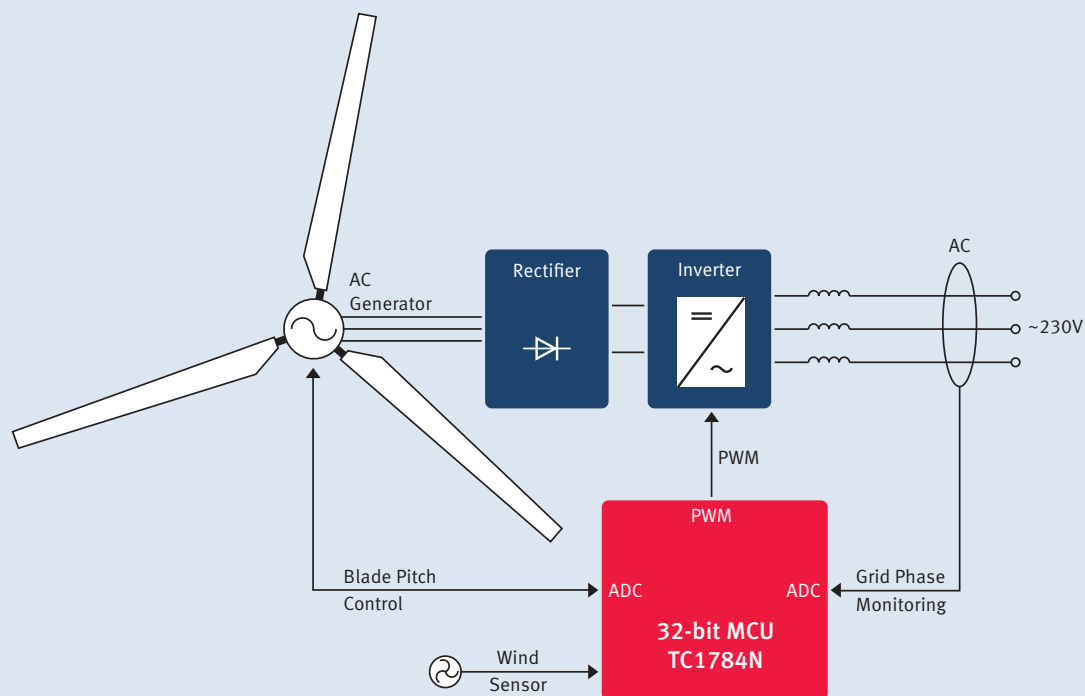 AC
Generator
Rectifier
Inverter
AC
~230V
PWM
PWM
Blade Pitch
Control
ADC
ADC
Grid Phase
Monitoring
32-bit MCU
TC1784N
Wind
Sensor